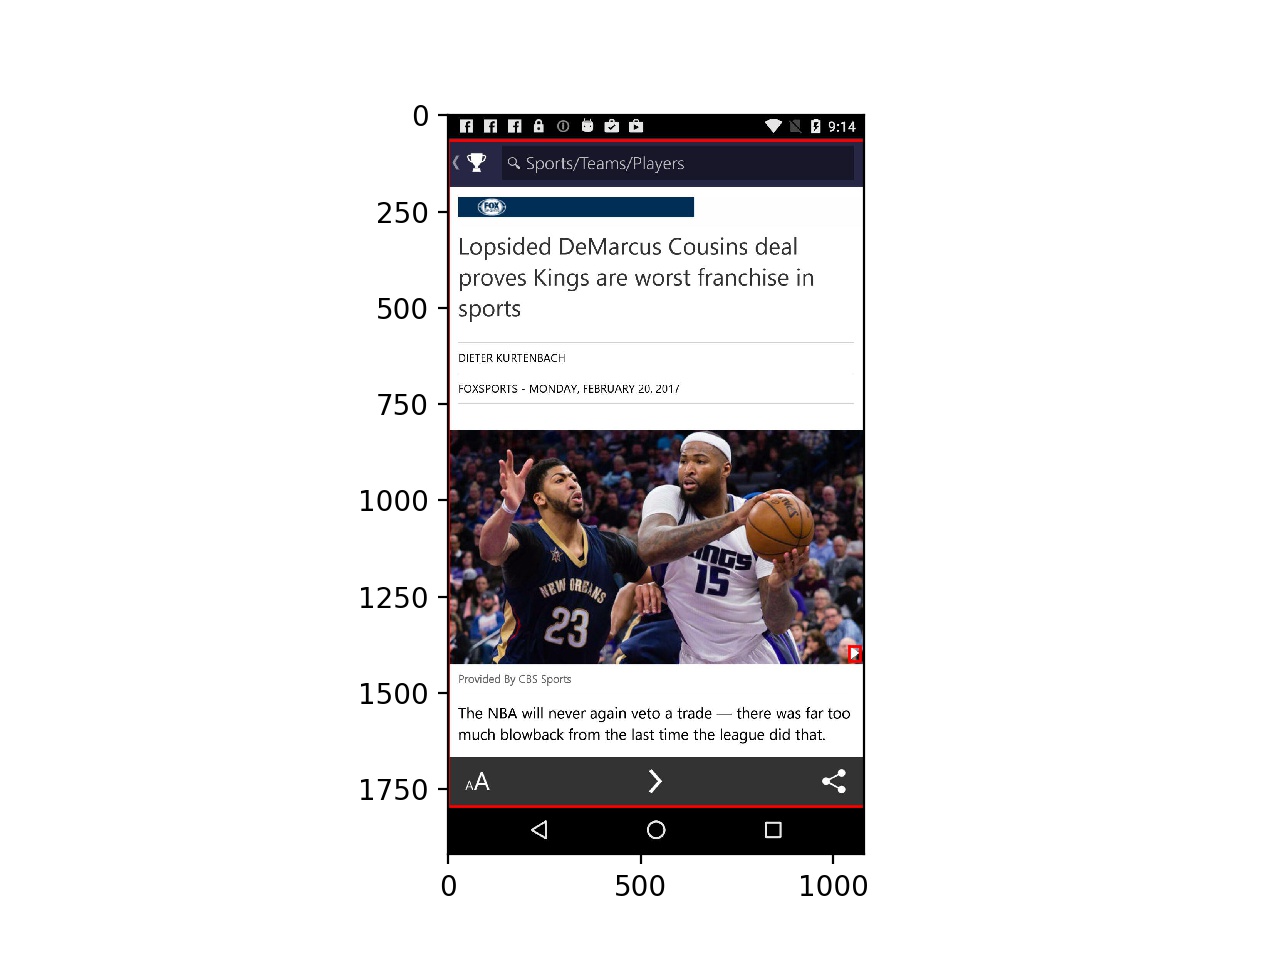 0
250
500
750
1000
1250
1500
1750
0
500
1000
9:14
Sports/Teams/Players
FOX
Lopsided DeMarcus Cousins deal
proves Kings are worst franchise in
sports
DIETER KURTENBACH
FOXSPORTS - MONDAY, FEBRUARY 20, 2017
NEW ORLEANS
23
KINGS
15
Provided By CBS Sports
The NBA will never again veto a trade — there was far too
much blowback from the last time the league did that.
AA